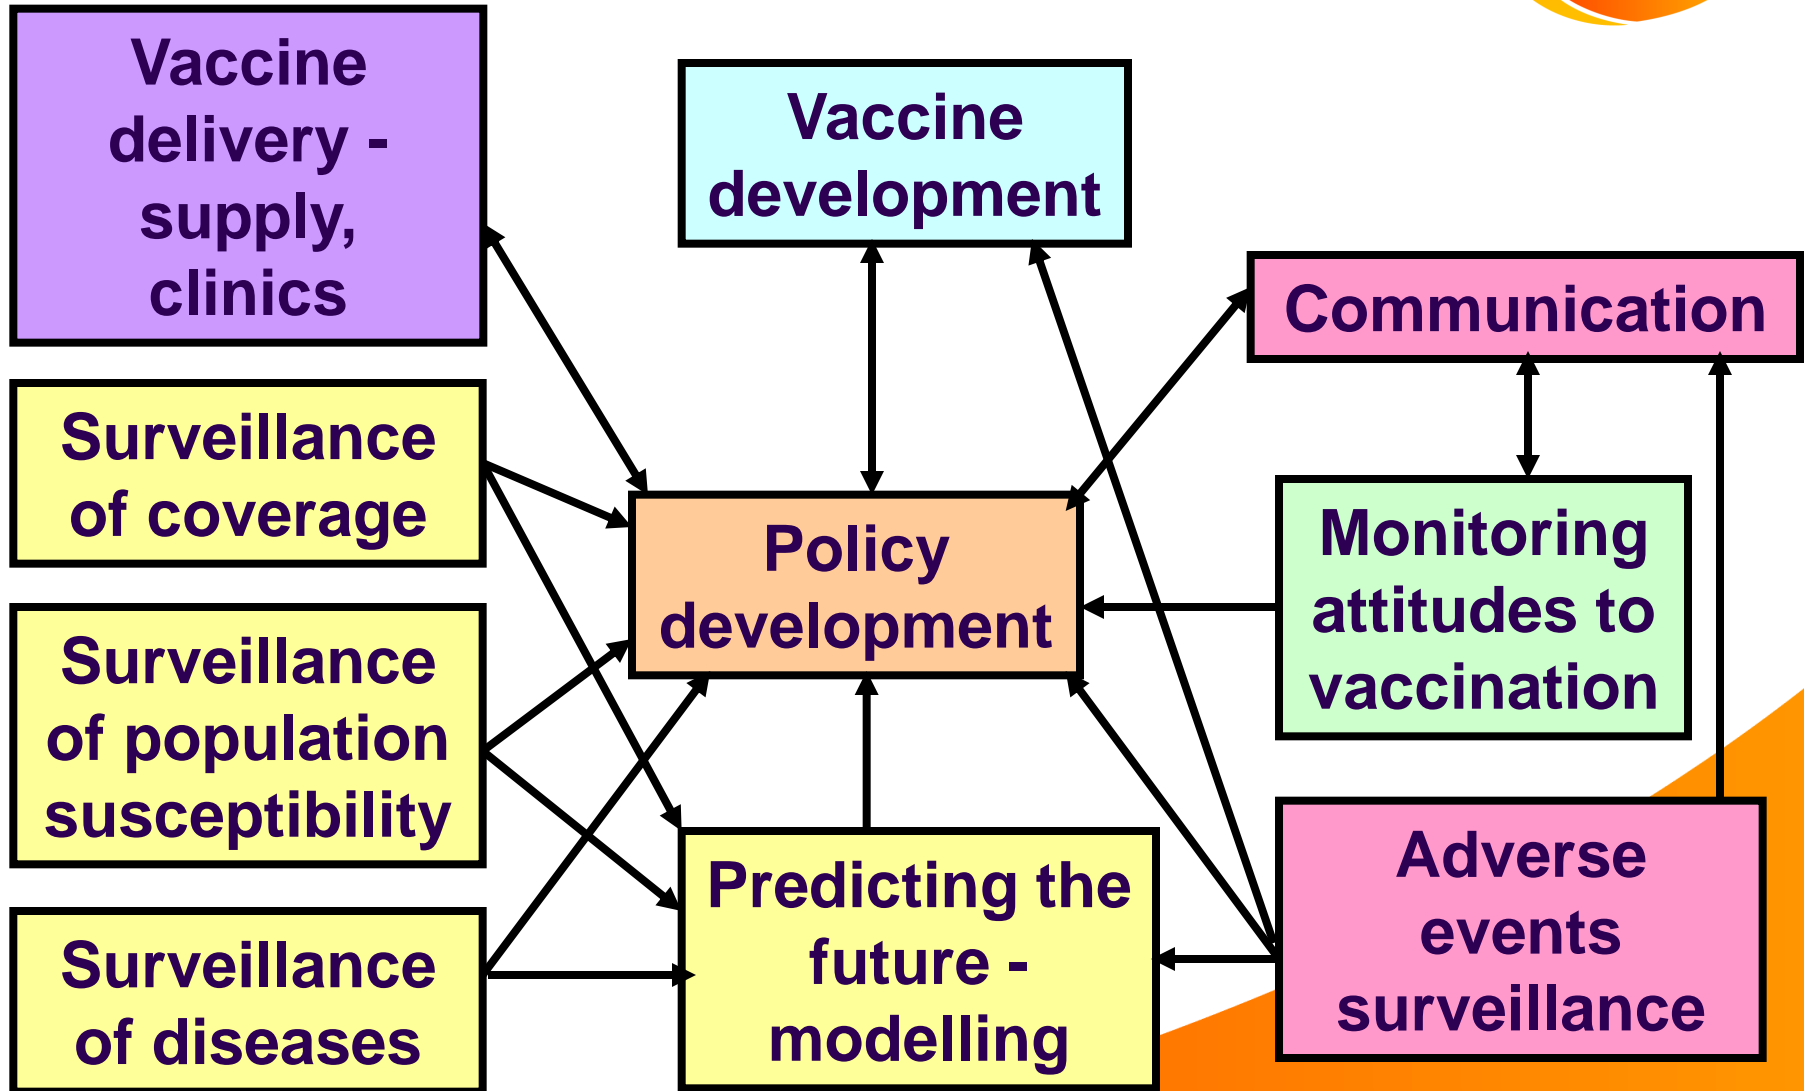 Vaccine
delivery -
supply,
clinics
Vaccine
development
Communication
Surveillance
of coverage
Policy
development
Monitoring
attitudes to
vaccination
Surveillance
of population
susceptibility
Predicting the
future -
modelling
Adverse
events
surveillance
Surveillance
of diseases